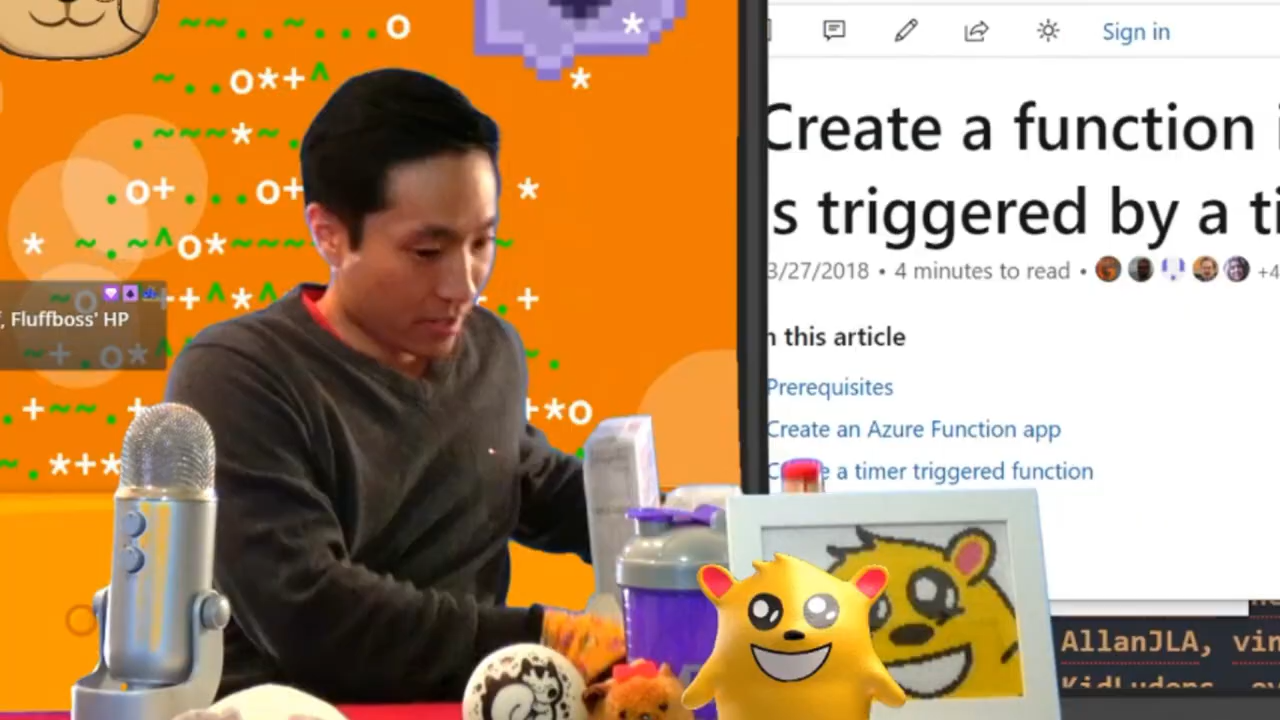 ~~..~...o *
~..o*+^ *
.~~~*~.
.o+...o+ *
* ~.~^o*~~~~ ~
~o ++^*^ . +
, Fluffboss' HP
~+.o*
.+~~.+ +*o
~.*+*
Sign in
Create a function i
s triggered by a ti
3/27/2018 • 4 minutes to read • +4
n this article
Prerequisites
Create an Azure Function app
e a timer triggered function
AllanJLA, vin